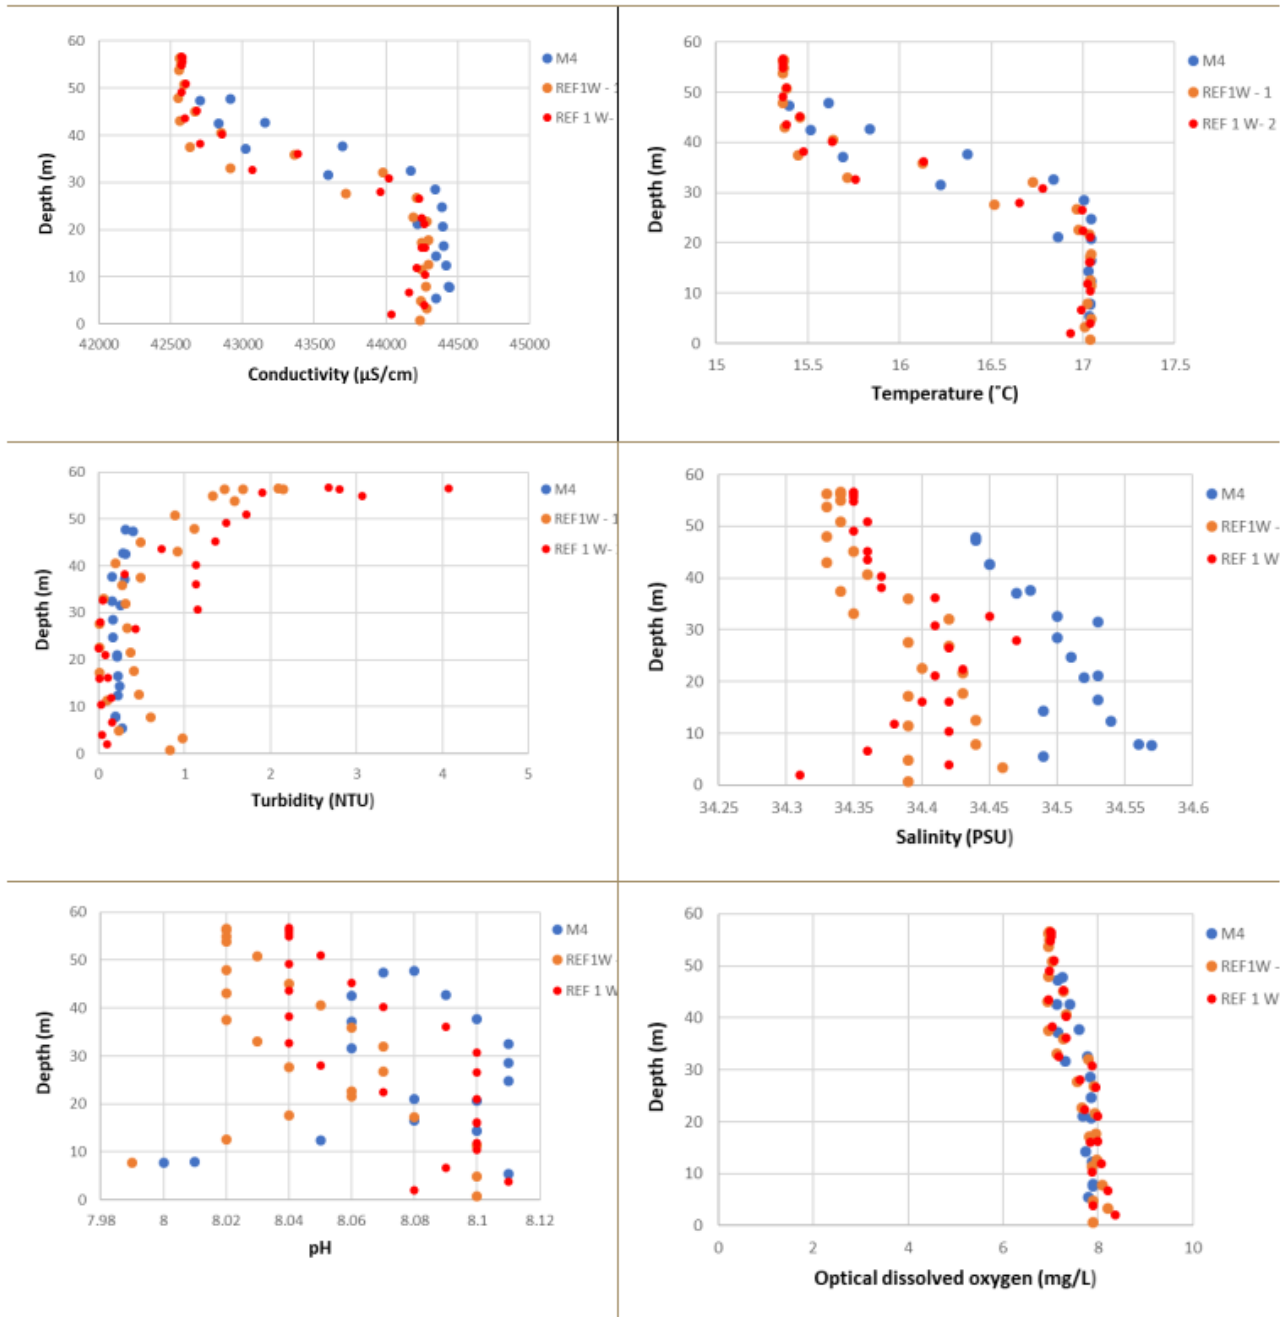 60
50
40
30
20
10
0
Depth (m)
42000 42500 43000 43500 44000 44500 45000
Conductivity (µS/cm)
M4
REF1W - 1
REF 1 W-
60
50
40
30
20
10
0
Depth (m)
15 15.5 16 16.5 17 17.5
Temperature (˚C)
M4
REF1W - 1
REF 1 W- 2
60
50
40
30
20
10
0
Depth (m)
0 1 2 3 4 5
Turbidity (NTU)
M4
REF1W - 1
REF 1 W-
60
50
40
30
20
10
0
Depth (m)
34.25 34.3 34.35 34.4 34.45 34.5 34.55 34.6
Salinity (PSU)
M4
REF1W - 1
REF 1 W
60
50
40
30
20
10
0
Depth (m)
7.98 8 8.02 8.04 8.06 8.08 8.1 8.12
pH
M4
REF1W -
REF 1 W
60
50
40
30
20
10
0
Depth (m)
0 2 4 6 8 10
Optical dissolved oxygen (mg/L)
M4
REF1W -
REF 1 W